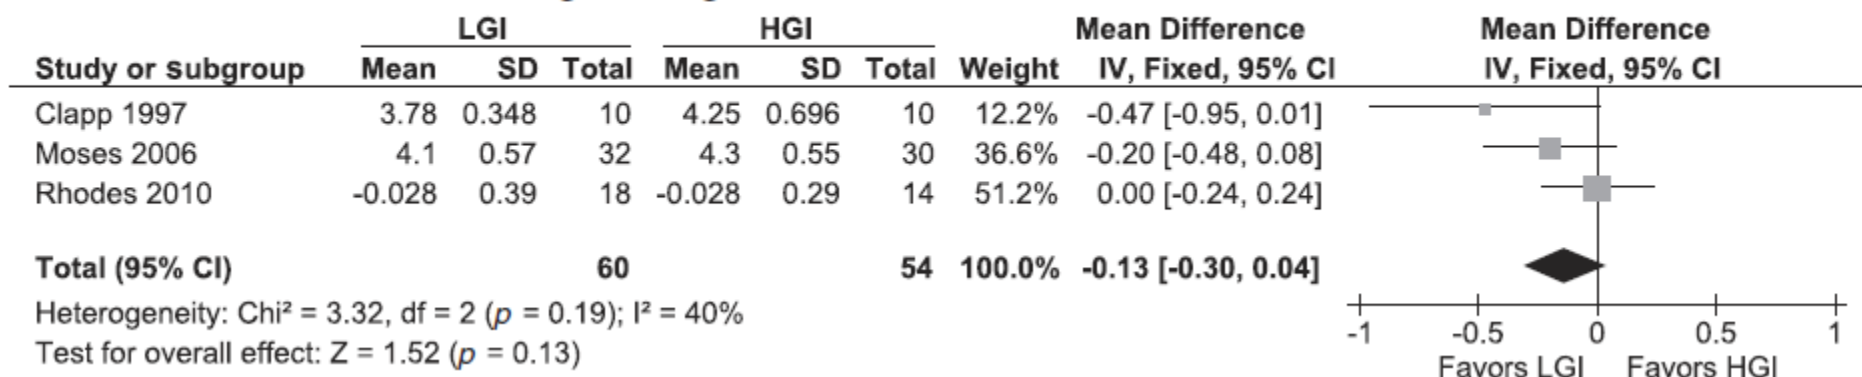 LGI HGI Mean Difference Mean Difference
Study or subgroup Mean SD Total Mean SD Total Weight IV, Fixed, 95% CI IV, Fixed, 95% CI
Clapp 1997 3.78 0.348 10 4.25 0.696 10 12.2% -0.47 [-0.95, 0.01]
Moses 2006 4.1 0.57 32 4.3 0.55 30 36.6% -0.20 [-0.48, 0.08]
Rhodes 2010 -0.028 0.39 18 -0.028 0.29 14 51.2% 0.00 [-0.24, 0.24]
Total (95% CI) 60 54 100.0% -0.13 [-0.30, 0.04]
Heterogeneity: Chi² = 3.32, df = 2 (p = 0.19); I² = 40%
Test for overall effect: Z = 1.52 (p = 0.13)
-1 -0.5 0 0.5 1
Favors LGI Favors HGI